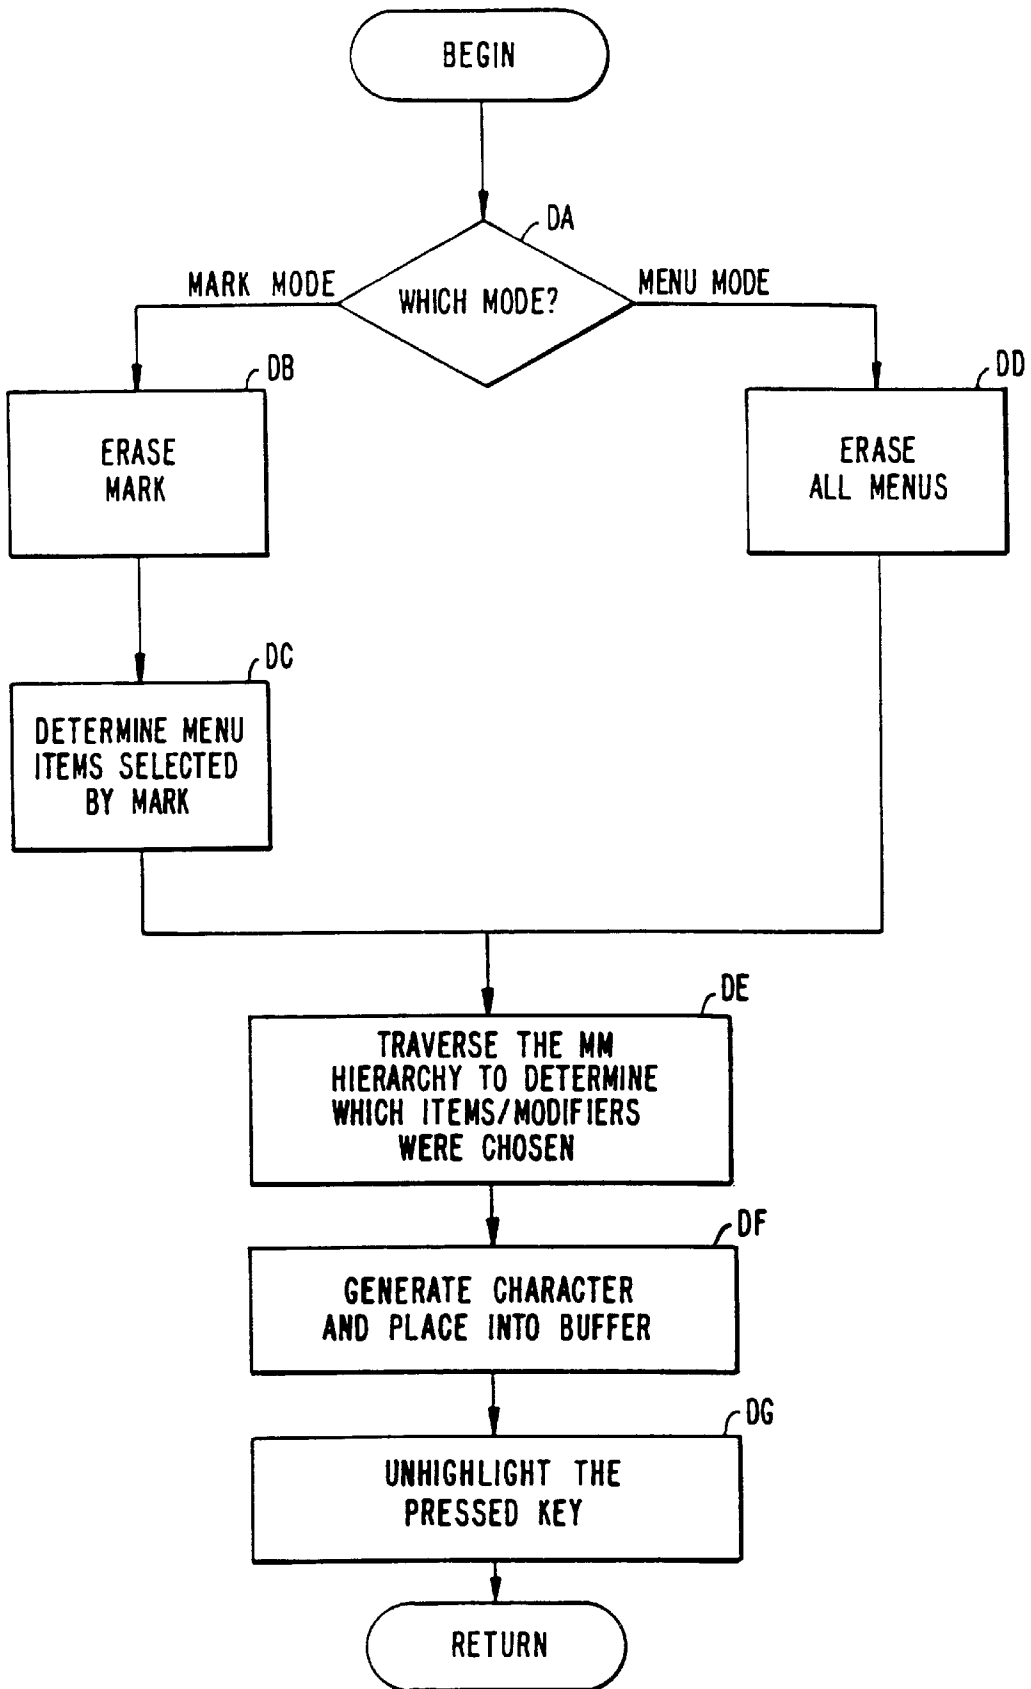 BEGIN
DA
MARK MODE
WHICH MODE?
MENU MODE
DB
ERASE
MARK
DD
ERASE
ALL MENUS
DC
DETERMINE MENU
ITEMS SELECTED
BY MARK
DE
TRAVERSE THE MM
HIERARCHY TO DETERMINE
WHICH ITEMS/MODIFIERS
WERE CHOSEN
DF
GENERATE CHARACTER
AND PLACE INTO BUFFER
DG
UNHIGHLIGHT THE
PRESSED KEY
RETURN